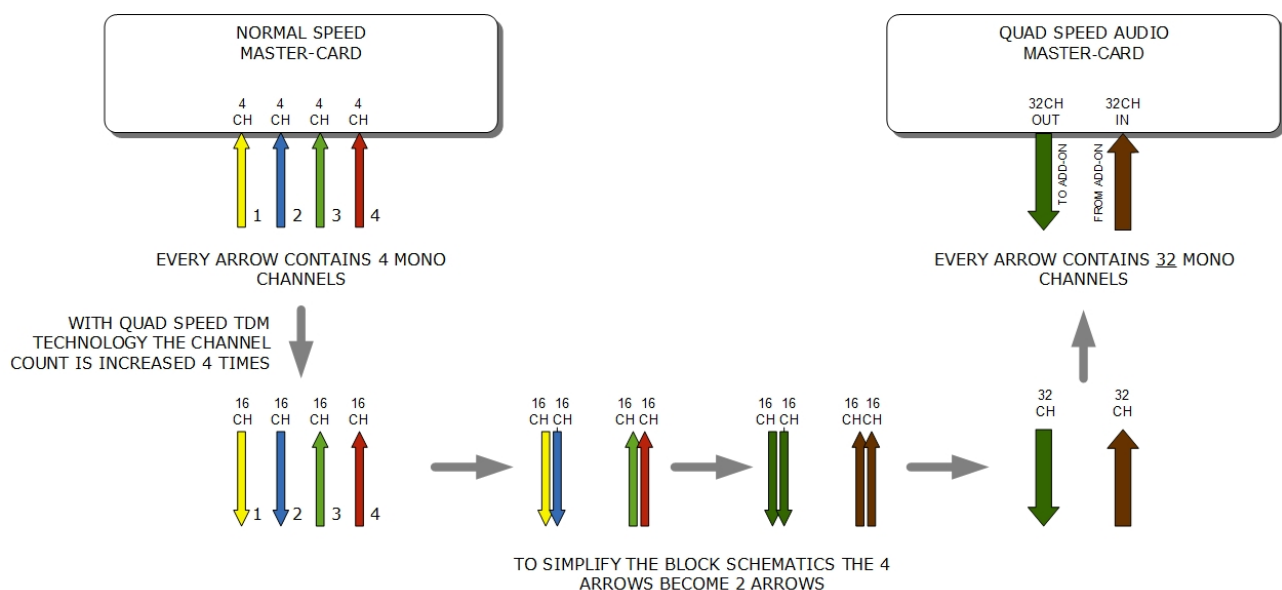 NORMAL SPEED
MASTER-CARD
4 4 4 4
CH CH CH CH
1 2 3 4
EVERY ARROW CONTAINS 4 MONO
CHANNELS
WITH QUAD SPEED TDM
TECHNOLOGY THE CHANNEL
COUNT IS INCREASED 4 TIMES
16 16 16 16
CH CH CH CH
1 2 3 4
16 16 16 16
CH CH CH CH
16 16 16 16
CH CH CH CH
TO SIMPLIFY THE BLOCK SCHEMATICS THE 4
ARROWS BECOME 2 ARROWS
32 32
CH CH
QUAD SPEED AUDIO
MASTER-CARD
32CH 32CH
OUT IN
TO ADD-ON
FROM ADD-ON
EVERY ARROW CONTAINS 32 MONO
CHANNELS